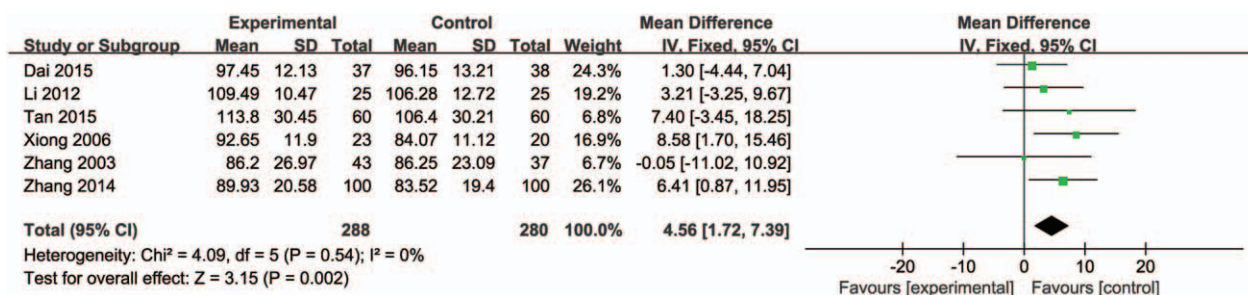 Experimental Control Mean Difference Mean Difference
Study or Subgroup Mean SD Total Mean SD Total Weight IV, Fixed, 95% CI IV, Fixed, 95% CI
Dai 2015 97.45 12.13 37 96.15 13.21 38 24.3% 1.30 [-4.44, 7.04]
Li 2012 109.49 10.47 25 106.28 12.72 25 19.2% 3.21 [-3.25, 9.67]
Tan 2015 113.8 30.45 60 106.4 30.21 60 6.8% 7.40 [-3.45, 18.25]
Xiong 2006 92.65 11.9 23 84.07 11.12 20 16.9% 8.58 [1.70, 15.46]
Zhang 2003 86.2 26.97 43 86.25 23.09 37 6.7% -0.05 [-11.02, 10.92]
Zhang 2014 89.93 20.58 100 83.52 19.4 100 26.1% 6.41 [0.87, 11.95]
Total (95% CI) 288 280 100.0% 4.56 [1.72, 7.39]
Heterogeneity: Chi² = 4.09, df = 5 (P = 0.54); I² = 0%
Test for overall effect: Z = 3.15 (P = 0.002)
-20 -10 0 10 20
Favours [experimental] Favours [control]